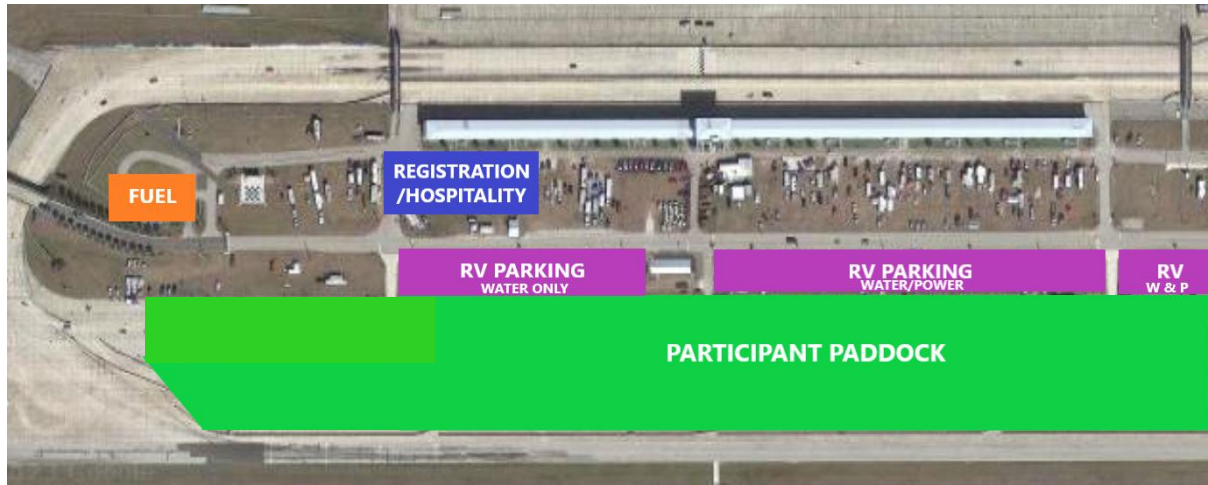 REGISTRATION
/HOSPITALITY
FUEL
RV PARKING
WATER ONLY
RV PARKING
WATER/POWER
RV
W & P
PARTICIPANT PADDOCK